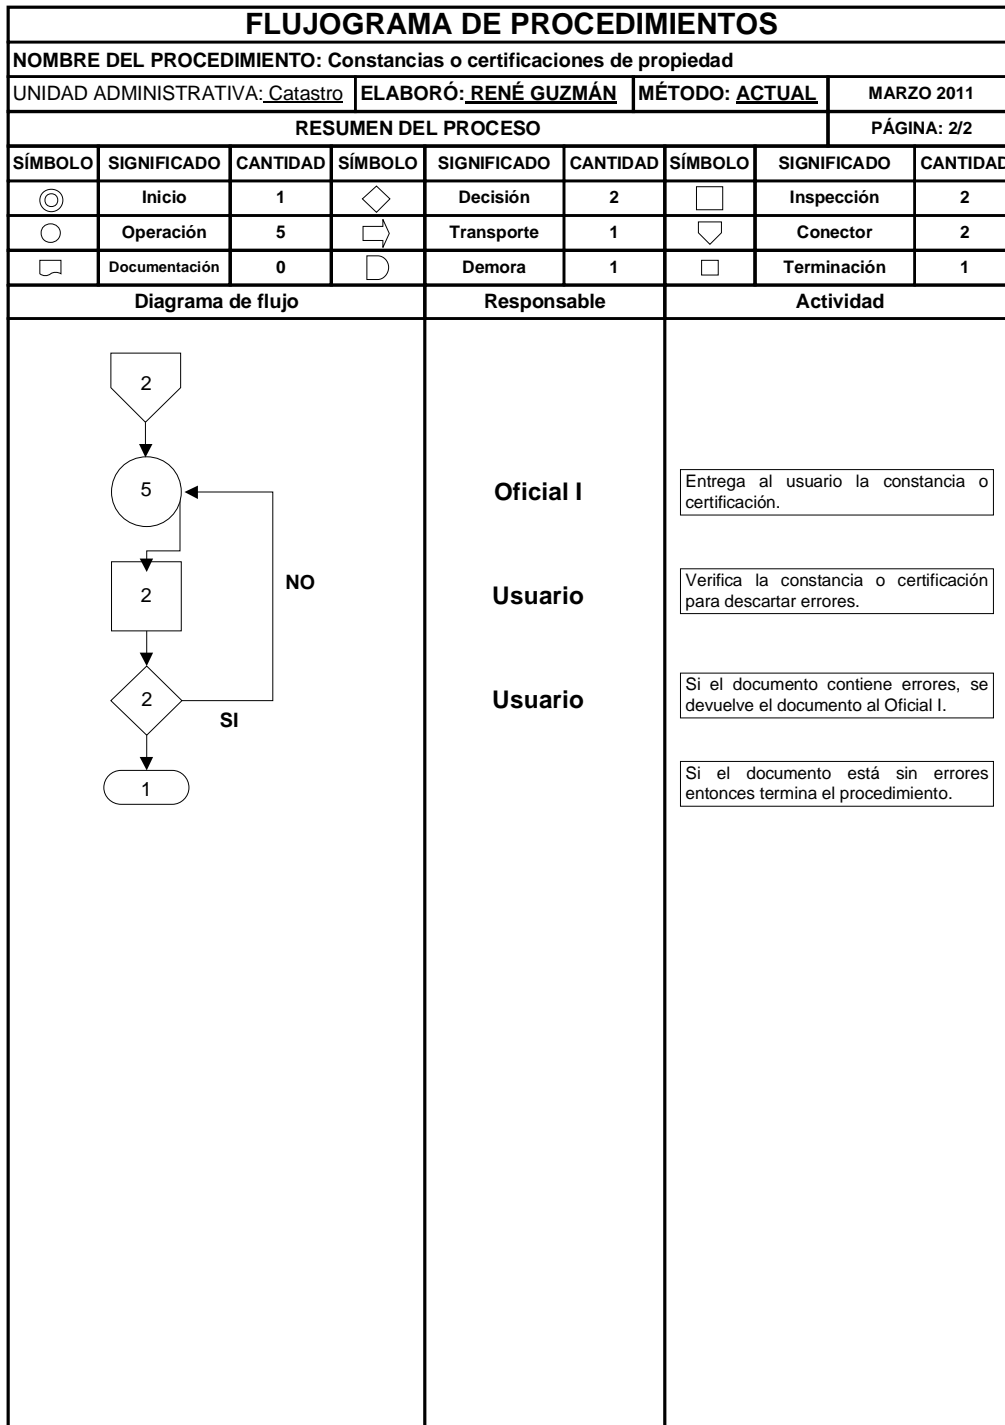 FLUJOGRAMA DE PROCEDIMIENTOS
NOMBRE DEL PROCEDIMIENTO: Constancias o certificaciones de propiedad
UNIDAD ADMINISTRATIVA: Catastro ELABORÓ: RENÉ GUZMÁN MÉTODO: ACTUAL MARZO 2011
RESUMEN DEL PROCESO PÁGINA: 2/2
SÍMBOLO SIGNIFICADO CANTIDAD SÍMBOLO SIGNIFICADO CANTIDAD SÍMBOLO SIGNIFICADO CANTIDAD
Inicio 1 Decisión 2 Inspección 2
Operación 5 Transporte 1 Conector 2
Documentación 0 Demora 1 Terminación 1
Diagrama de flujo Responsable Actividad
2
5 Oficial I Entrega al usuario la constancia o
certificación.
2 NO Usuario Verifica la constancia o certificación
para descartar errores.
2 SI Usuario Si el documento contiene errores, se
devuelve el documento al Oficial I.
1 Si el documento está sin errores
entonces termina el procedimiento.